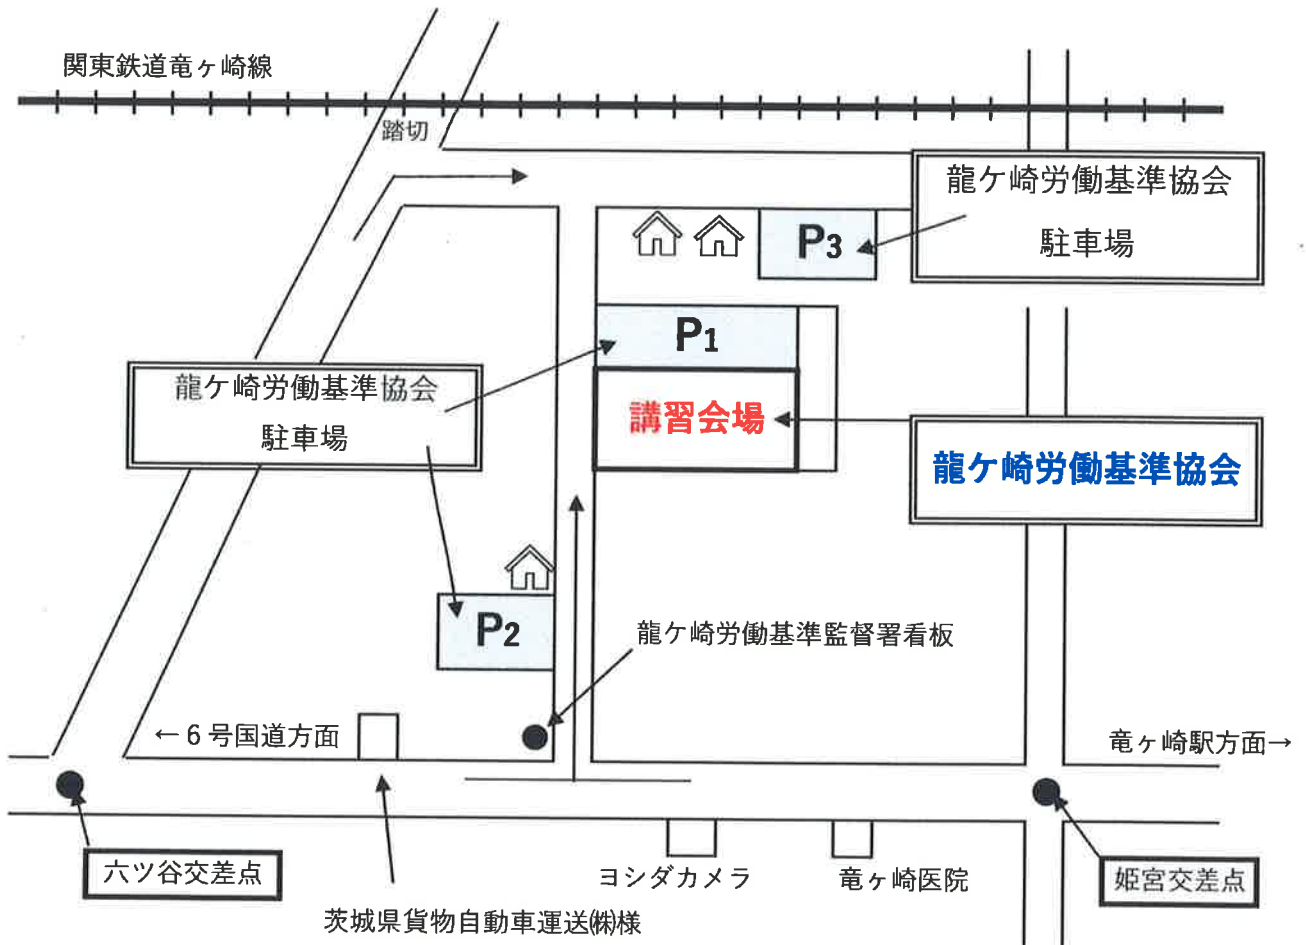 関東鉄道竜ヶ崎線
踏切
龍ケ崎労働基準協会
駐車場
P3
P1
龍ケ崎労働基準協会
駐車場
講習会場
龍ケ崎労働基準協会
P2
龍ケ崎労働基準監督署看板
←6号国道方面
竜ヶ崎駅方面→
六ツ谷交差点
ヨシダカメラ
竜ヶ崎医院
姫宮交差点
茨城県貨物自動車運送㈱様